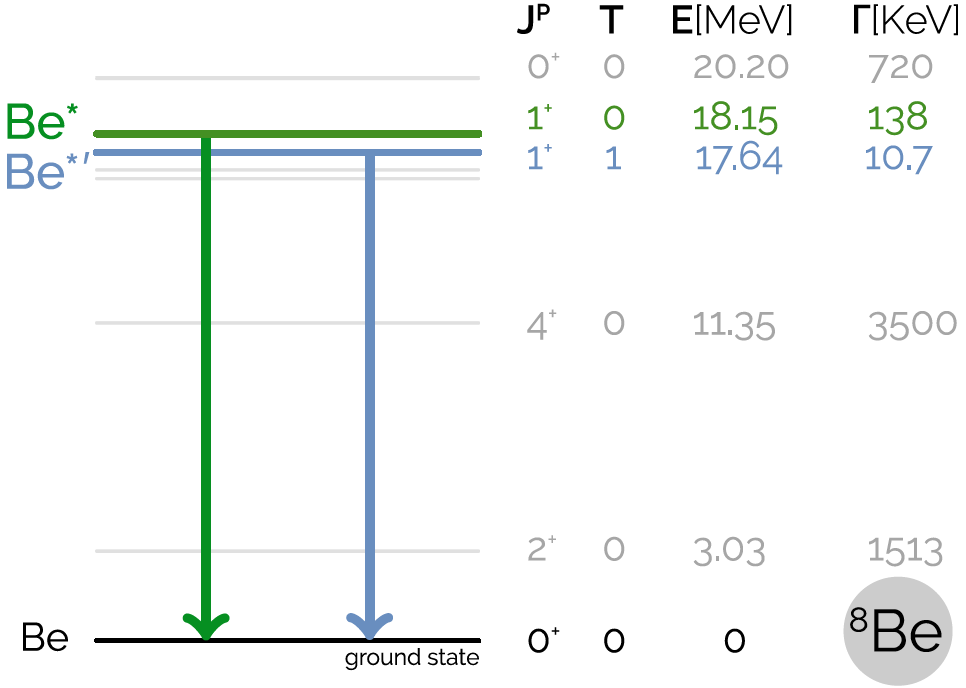 Jᴾ T E[MeV] Γ[KeV]
0⁺ 0 20.20 720
Be* 1⁺ 0 18.15 138
Be*′ 1⁺ 1 17.64 10.7
4⁺ 0 11.35 3500
2⁺ 0 3.03 1513
Be 0⁺ 0 0 ⁸Be
ground state